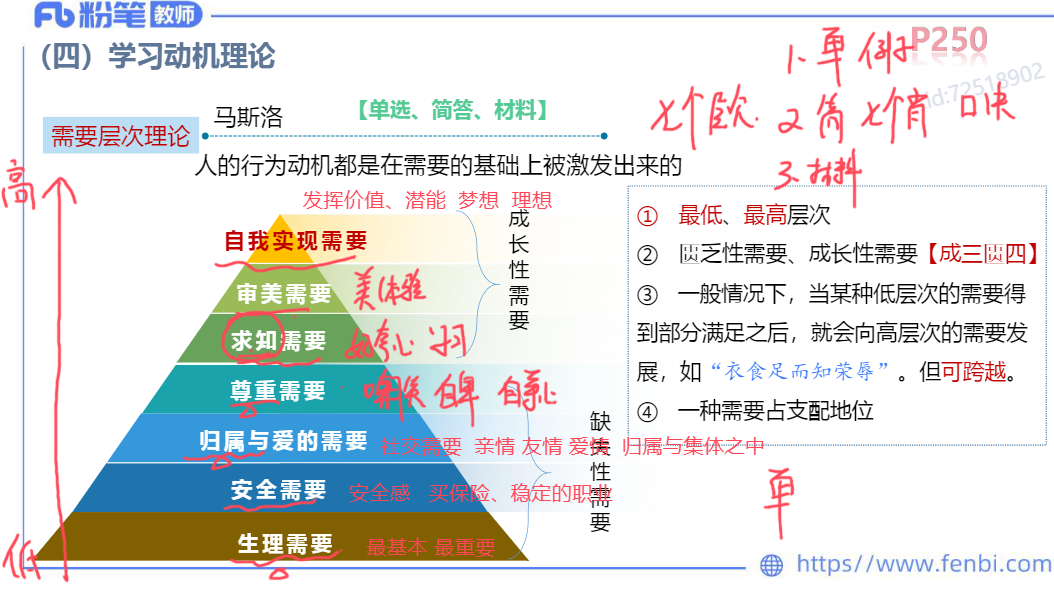 粉笔教师
(四) 学习动机理论
P250
Id:72518902
1、单 例子
七个层次
2 简 七个背 口诀
3、材料
【单选、简答、材料】
马斯洛
需要层次理论
人的行为动机都是在需要的基础上被激发出来的
高
发挥价值、潜能 梦想 理想
自我实现需要
审美需要 美体验
求知需要 好奇心 学习
成长性需要
尊重需要 自卑
归属与爱的需要 社交需要 亲情 友情 爱情 归属与集体之中
安全需要 安全感 买保险、稳定的职业
生理需要 最基本 最重要
缺失性需要
低
① 最低、最高层次
② 匮乏性需要、成长性需要【成三匮四】
③ 一般情况下，当某种低层次的需要得
到部分满足之后，就会向高层次的需要发
展，如“衣食足而知荣辱”。但可跨越。
④ 一种需要占支配地位
单
https://www.fenbi.com